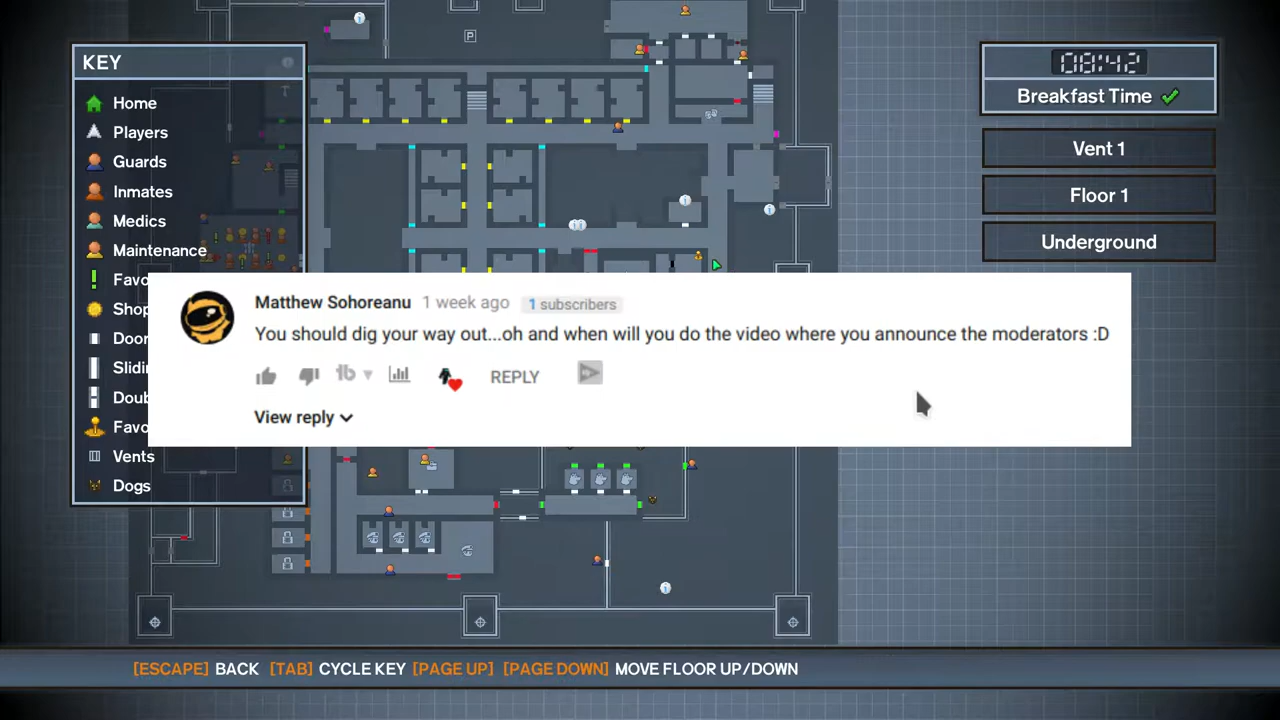 KEY
Home
Players
Guards
Inmates
Medics
Maintenance
Favo
Shop
Door
Slidi
Doub
Favo
Vents
Dogs
P
08:42
Breakfast Time
Vent 1
Floor 1
Underground
Matthew Sohoreanu 1 week ago 1 subscribers
You should dig your way out...oh and when will you do the video where you announce the moderators :D
REPLY
View reply
[ESCAPE] BACK [TAB] CYCLE KEY [PAGE UP] [PAGE DOWN] MOVE FLOOR UP/DOWN